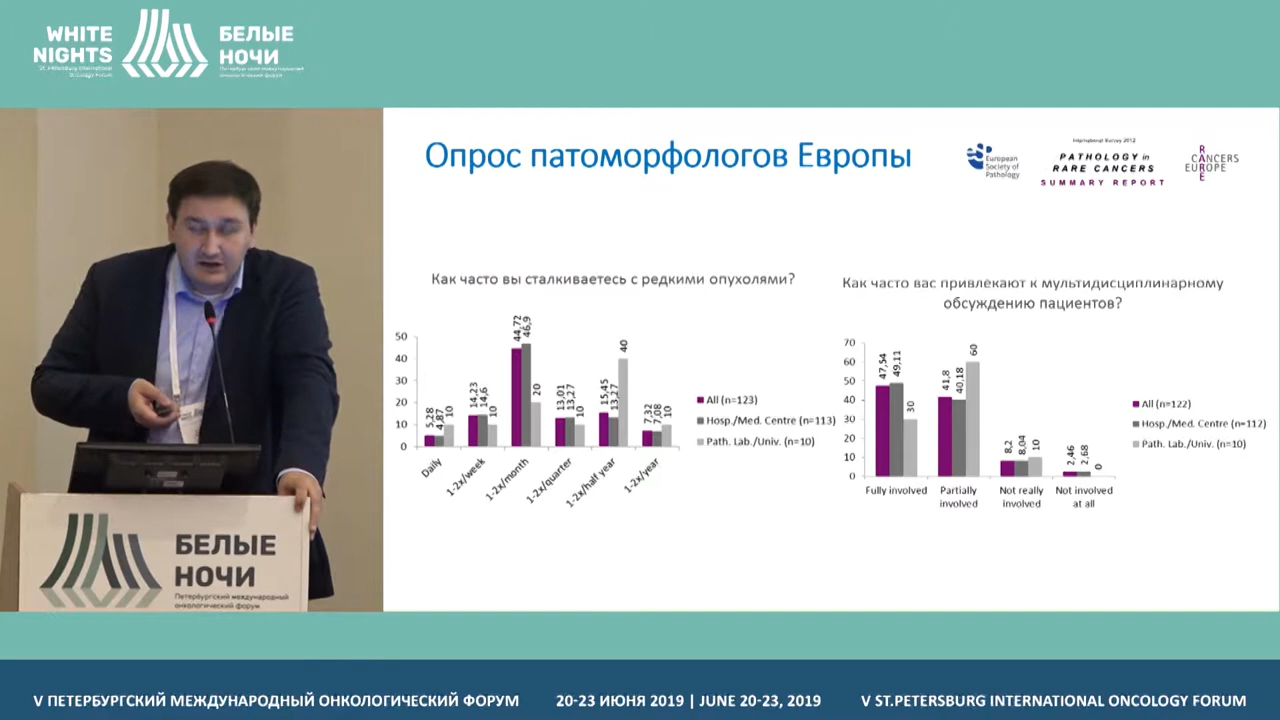 WHITE
NIGHTS
St. Petersburg International
Oncology Forum
БЕЛЫЕ
НОЧИ
Петербургский международный
онкологический форум
Опрос патоморфологов Европы
European
Society of
Pathology
International Survey 2012
PATHOLOGY in
RARE CANCERS
SUMMARY REPORT
RARE
CANCERS
EUROPE
Как часто вы сталкиваетесь с редкими опухолями?
50
40
30
20
10
0
5,28
4,87
10
14,23
14,6
10
44,72
46,9
20
13,01
13,27
10
15,45
13,27
40
7,32
7,08
10
Daily
1-2x/week
1-2x/month
1-2x/quarter
1-2x/half year
1-2x/year
All (n=123)
Hosp./Med. Centre (n=113)
Path. Lab./Univ. (n=10)
Как часто вас привлекают к мультидисциплинарному
обсуждению пациентов?
70
60
50
40
30
20
10
0
47,54
49,11
30
41,8
40,18
60
8,2
8,04
10
2,46
2,68
0
Fully involved
Partially
involved
Not really
involved
Not involved
at all
All (n=122)
Hosp./Med. Centre (n=112)
Path. Lab./Univ. (n=10)
БЕЛЫЕ
НОЧИ
Петербургский международный
онкологический форум
V ПЕТЕРБУРГСКИЙ МЕЖДУНАРОДНЫЙ ОНКОЛОГИЧЕСКИЙ ФОРУМ
20-23 ИЮНЯ 2019 | JUNE 20-23, 2019
V ST.PETERSBURG INTERNATIONAL ONCOLOGY FORUM